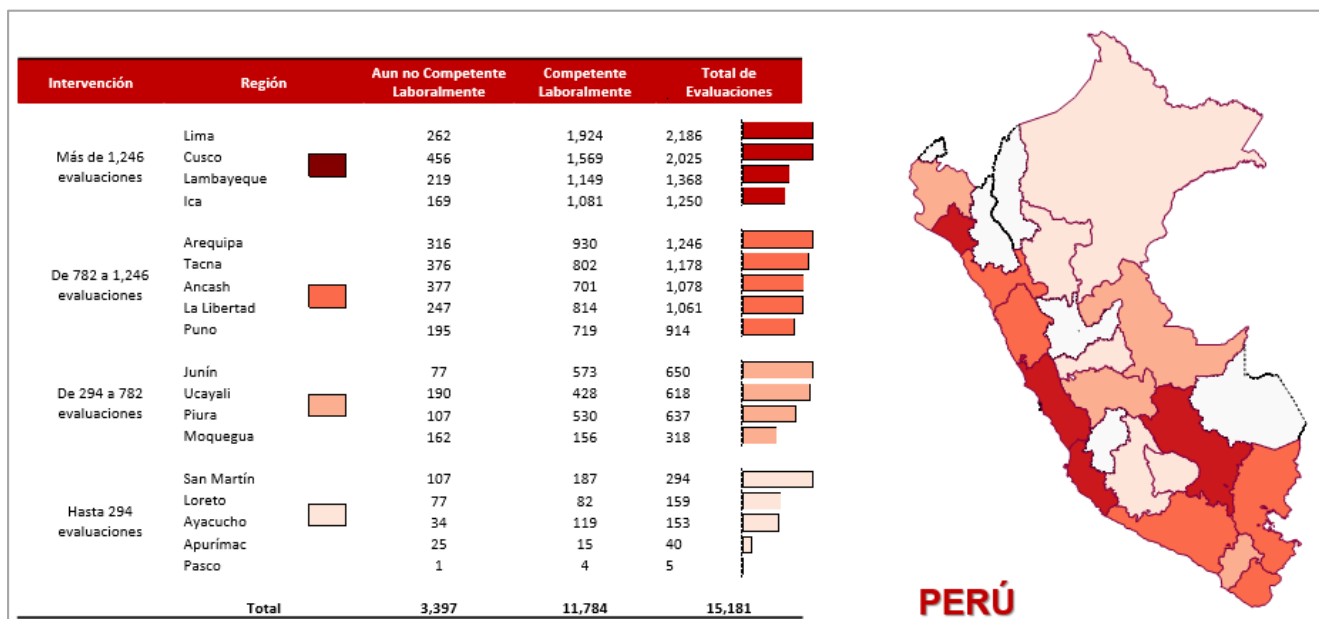 Intervención Región Aun no Competente Laboralmente Competente Laboralmente Total de Evaluaciones
Más de 1,246 evaluaciones
Lima 262 1,924 2,186
Cusco 456 1,569 2,025
Lambayeque 219 1,149 1,368
Ica 169 1,081 1,250
De 782 a 1,246 evaluaciones
Arequipa 316 930 1,246
Tacna 376 802 1,178
Ancash 377 701 1,078
La Libertad 247 814 1,061
Puno 195 719 914
De 294 a 782 evaluaciones
Junín 77 573 650
Ucayali 190 428 618
Piura 107 530 637
Moquegua 162 156 318
Hasta 294 evaluaciones
San Martín 107 187 294
Loreto 77 82 159
Ayacucho 34 119 153
Apurímac 25 15 40
Pasco 1 4 5
Total 3,397 11,784 15,181
PERÚ